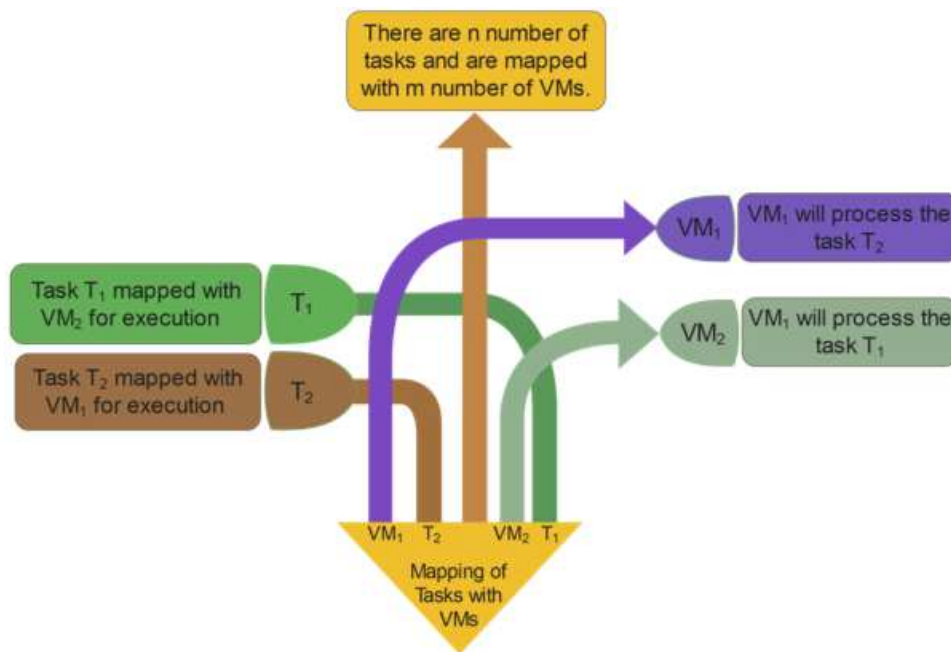 There are n number of
tasks and are mapped
with m number of VMs.
VM₁
VM₁ will process the
task T₂
Task T₁ mapped with
VM₂ for execution
T₁
VM₂
VM₁ will process the
task T₁
Task T₂ mapped with
VM₁ for execution
T₂
VM₁ T₂ VM₂ T₁
Mapping of
Tasks with
VMs